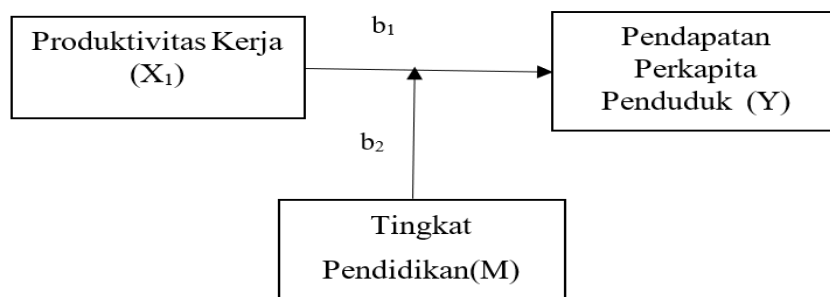 Produktivitas Kerja
(X₁)
b₁
Pendapatan
Perkapita
Penduduk (Y)
b₂
Tingkat
Pendidikan(M)